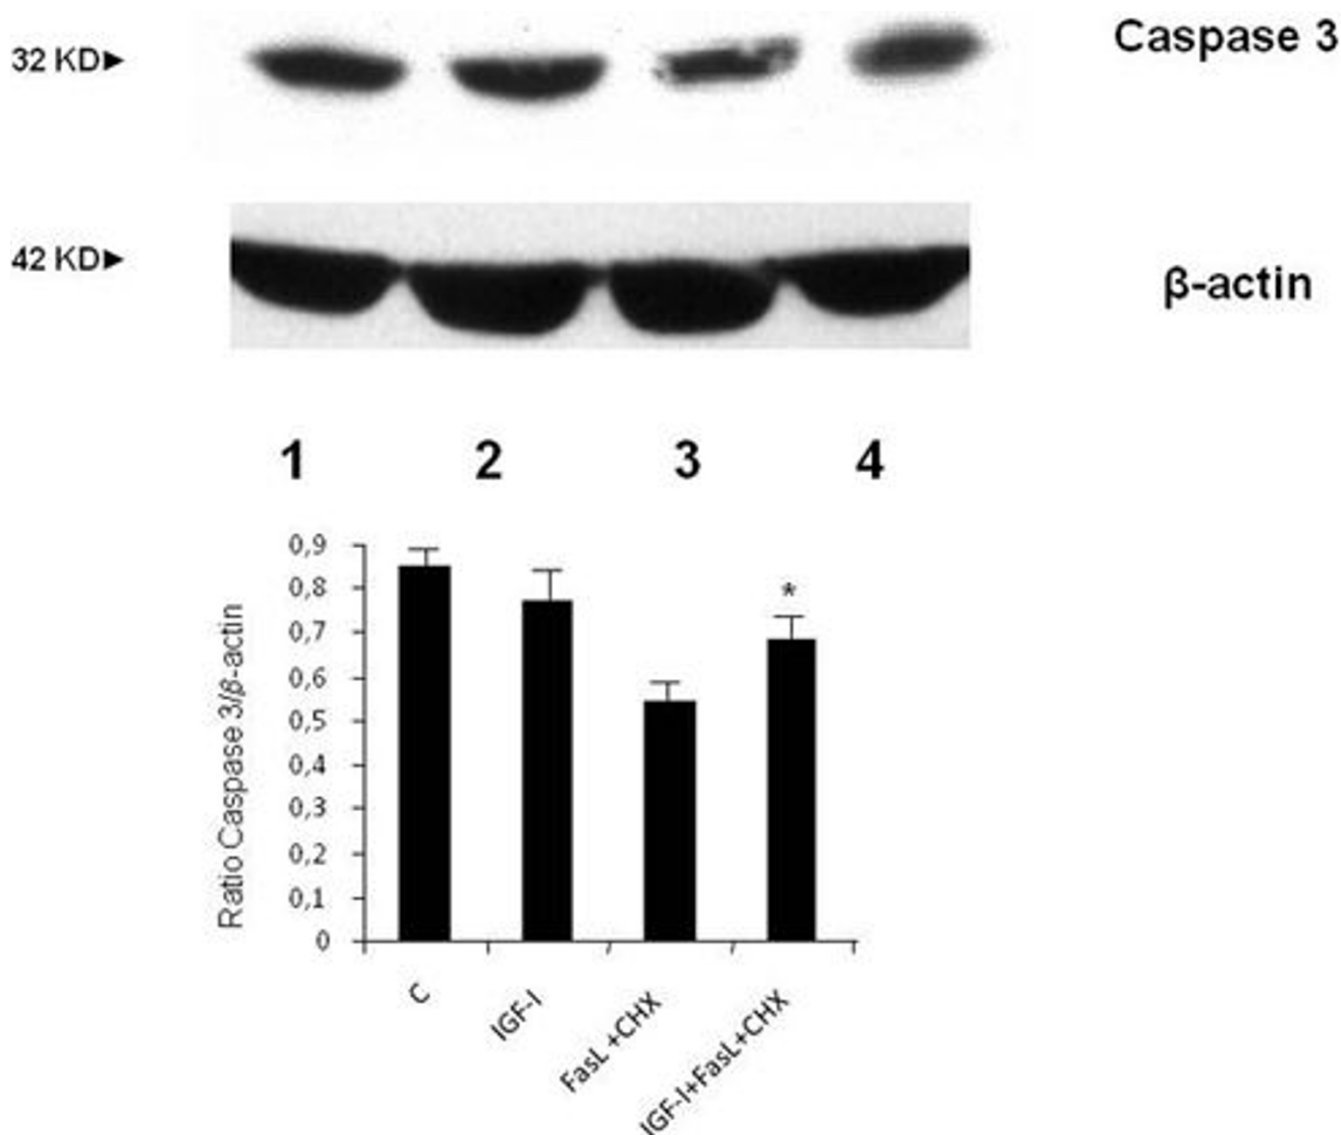 32 KD► Caspase 3
42 KD► β-actin
1 2 3 4
0,9
0,8
0,7
0,6
0,5
0,4
0,3
0,2
0,1
0
Ratio Caspase 3/β-actin
*
C
IGF-I
FasL +CHX
IGF-I+FasL+CHX